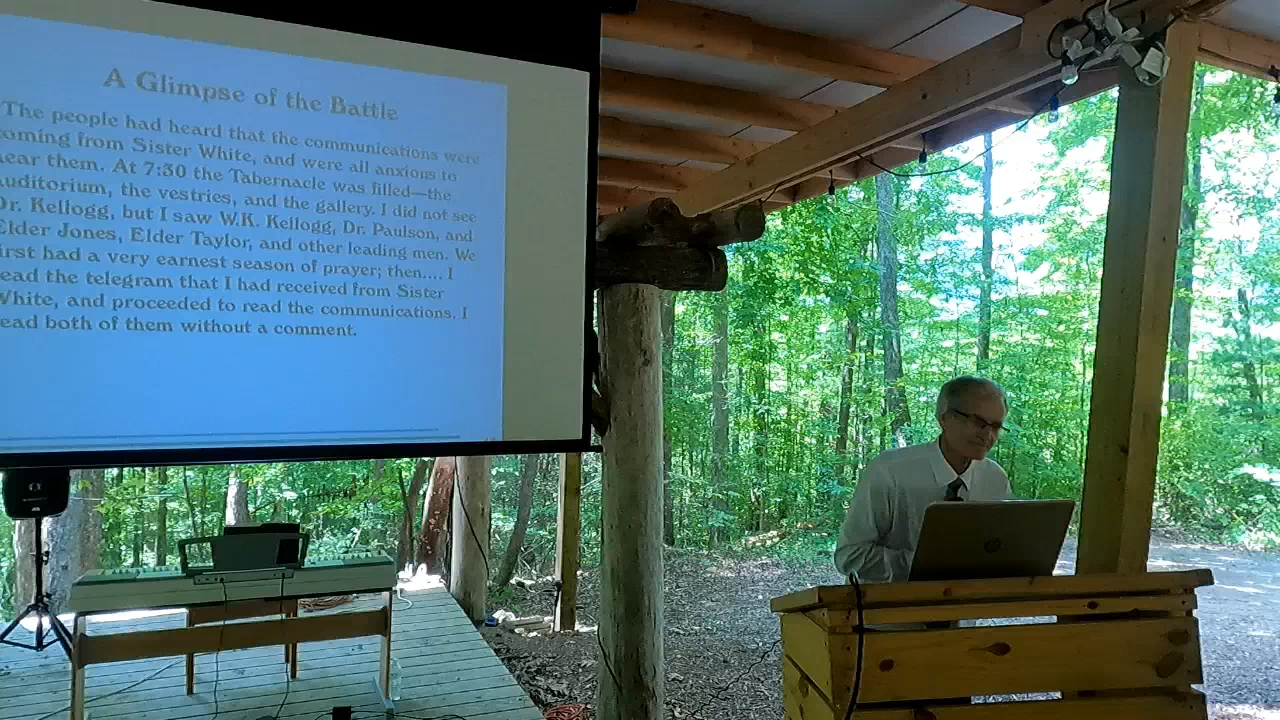 A Glimpse of the Battle
The people had heard that the communications were
coming from Sister White, and were all anxious to
hear them. At 7:30 the Tabernacle was filled—the
auditorium, the vestries, and the gallery. I did not see
Dr. Kellogg, but I saw W.K. Kellogg, Dr. Paulson, and
Elder Jones, Elder Taylor, and other leading men. We
first had a very earnest season of prayer; then.... I
read the telegram that I had received from Sister
White, and proceeded to read the communications. I
read both of them without a comment.
hp